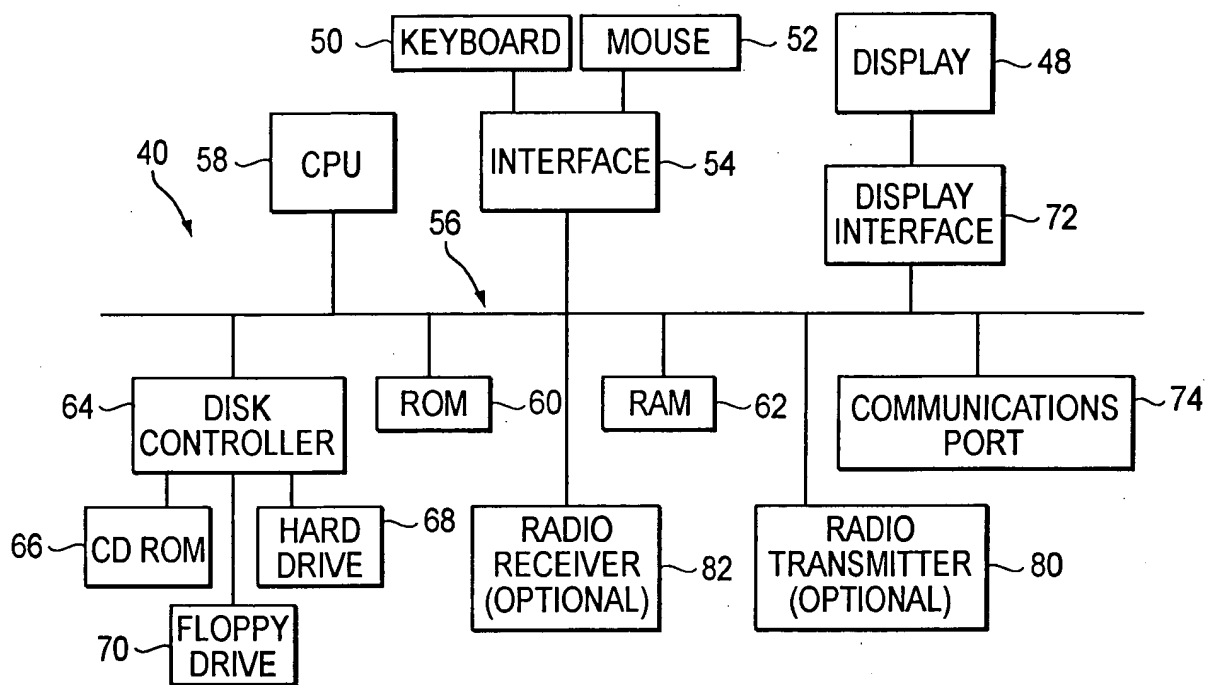 50
KEYBOARD
MOUSE
52
DISPLAY
48
40
58
CPU
INTERFACE
54
DISPLAY
INTERFACE
72
56
64
DISK
CONTROLLER
ROM
60
RAM
62
COMMUNICATIONS
PORT
74
66
CD ROM
HARD
DRIVE
68
RADIO
RECEIVER
(OPTIONAL)
82
RADIO
TRANSMITTER
(OPTIONAL)
80
70
FLOPPY
DRIVE